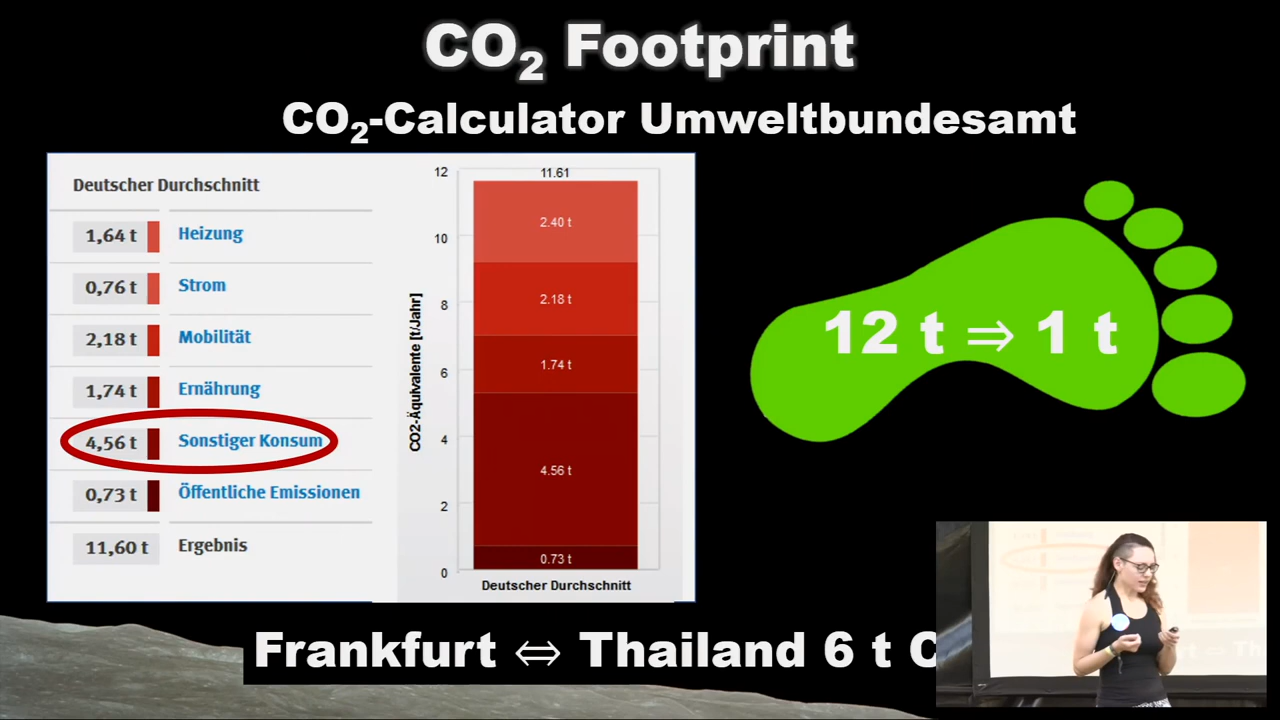 CO₂ Footprint
CO₂-Calculator Umweltbundesamt
Deutscher Durchschnitt
1,64 t Heizung
0,76 t Strom
2,18 t Mobilität
1,74 t Ernährung
4,56 t Sonstiger Konsum
0,73 t Öffentliche Emissionen
11,60 t Ergebnis
CO2-Äquivalente [t/Jahr]
12
10
8
6
4
2
0
11.61
2.40 t
2.18 t
1.74 t
4.56 t
0.73 t
Deutscher Durchschnitt
12 t ⇒ 1 t
Frankfurt ⇔ Thailand 6 t C